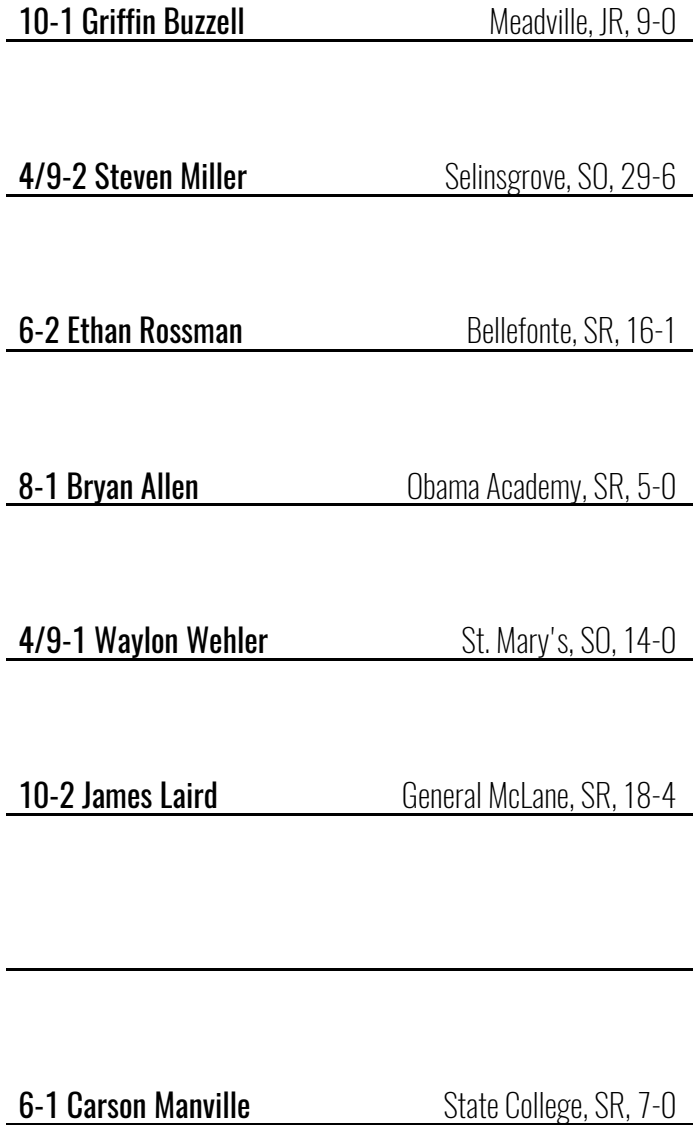 10-1 Griffin Buzzell Meadville, JR, 9-0
4/9-2 Steven Miller Selinsgrove, SO, 29-6
6-2 Ethan Rossman Bellefonte, SR, 16-1
8-1 Bryan Allen Obama Academy, SR, 5-0
4/9-1 Waylon Wehler St. Mary's, SO, 14-0
10-2 James Laird General McLane, SR, 18-4
6-1 Carson Manville State College, SR, 7-0